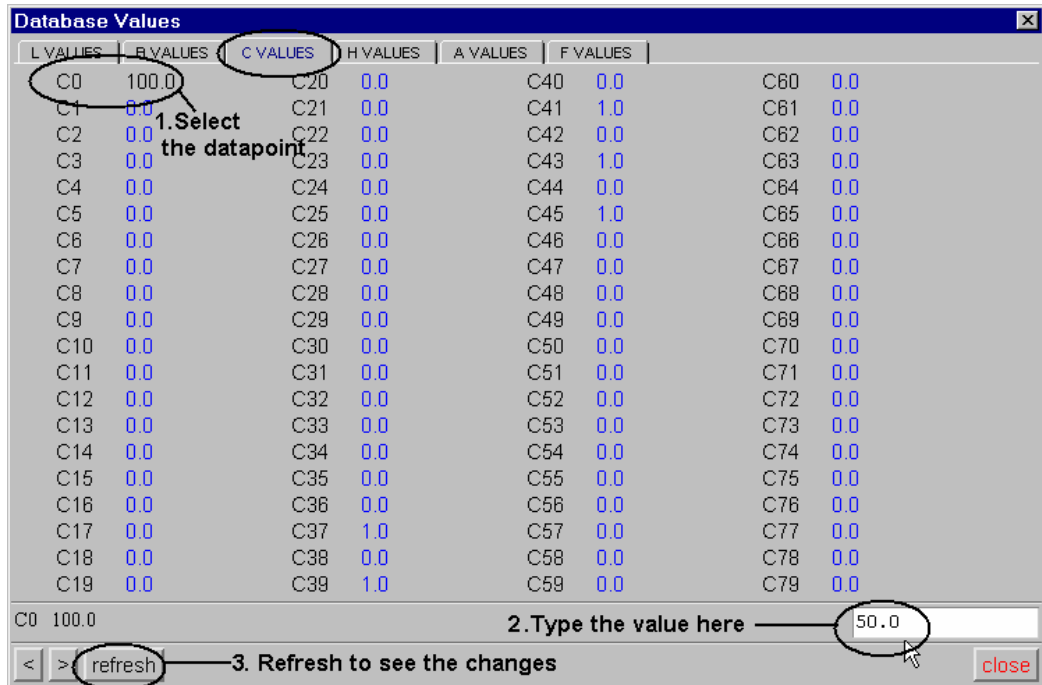 Database Values
L VALUES B VALUES C VALUES H VALUES A VALUES F VALUES
C0 100.0 C20 0.0 C40 0.0 C60 0.0
C1 0.0 C21 0.0 C41 1.0 C61 0.0
1.Select
C2 0.0 C22 0.0 C42 0.0 C62 0.0
the datapoint
C3 0.0 C23 0.0 C43 1.0 C63 0.0
C4 0.0 C24 0.0 C44 0.0 C64 0.0
C5 0.0 C25 0.0 C45 1.0 C65 0.0
C6 0.0 C26 0.0 C46 0.0 C66 0.0
C7 0.0 C27 0.0 C47 0.0 C67 0.0
C8 0.0 C28 0.0 C48 0.0 C68 0.0
C9 0.0 C29 0.0 C49 0.0 C69 0.0
C10 0.0 C30 0.0 C50 0.0 C70 0.0
C11 0.0 C31 0.0 C51 0.0 C71 0.0
C12 0.0 C32 0.0 C52 0.0 C72 0.0
C13 0.0 C33 0.0 C53 0.0 C73 0.0
C14 0.0 C34 0.0 C54 0.0 C74 0.0
C15 0.0 C35 0.0 C55 0.0 C75 0.0
C16 0.0 C36 0.0 C56 0.0 C76 0.0
C17 0.0 C37 1.0 C57 0.0 C77 0.0
C18 0.0 C38 0.0 C58 0.0 C78 0.0
C19 0.0 C39 1.0 C59 0.0 C79 0.0
C0 100.0 2.Type the value here 50.0
< > refresh 3. Refresh to see the changes close